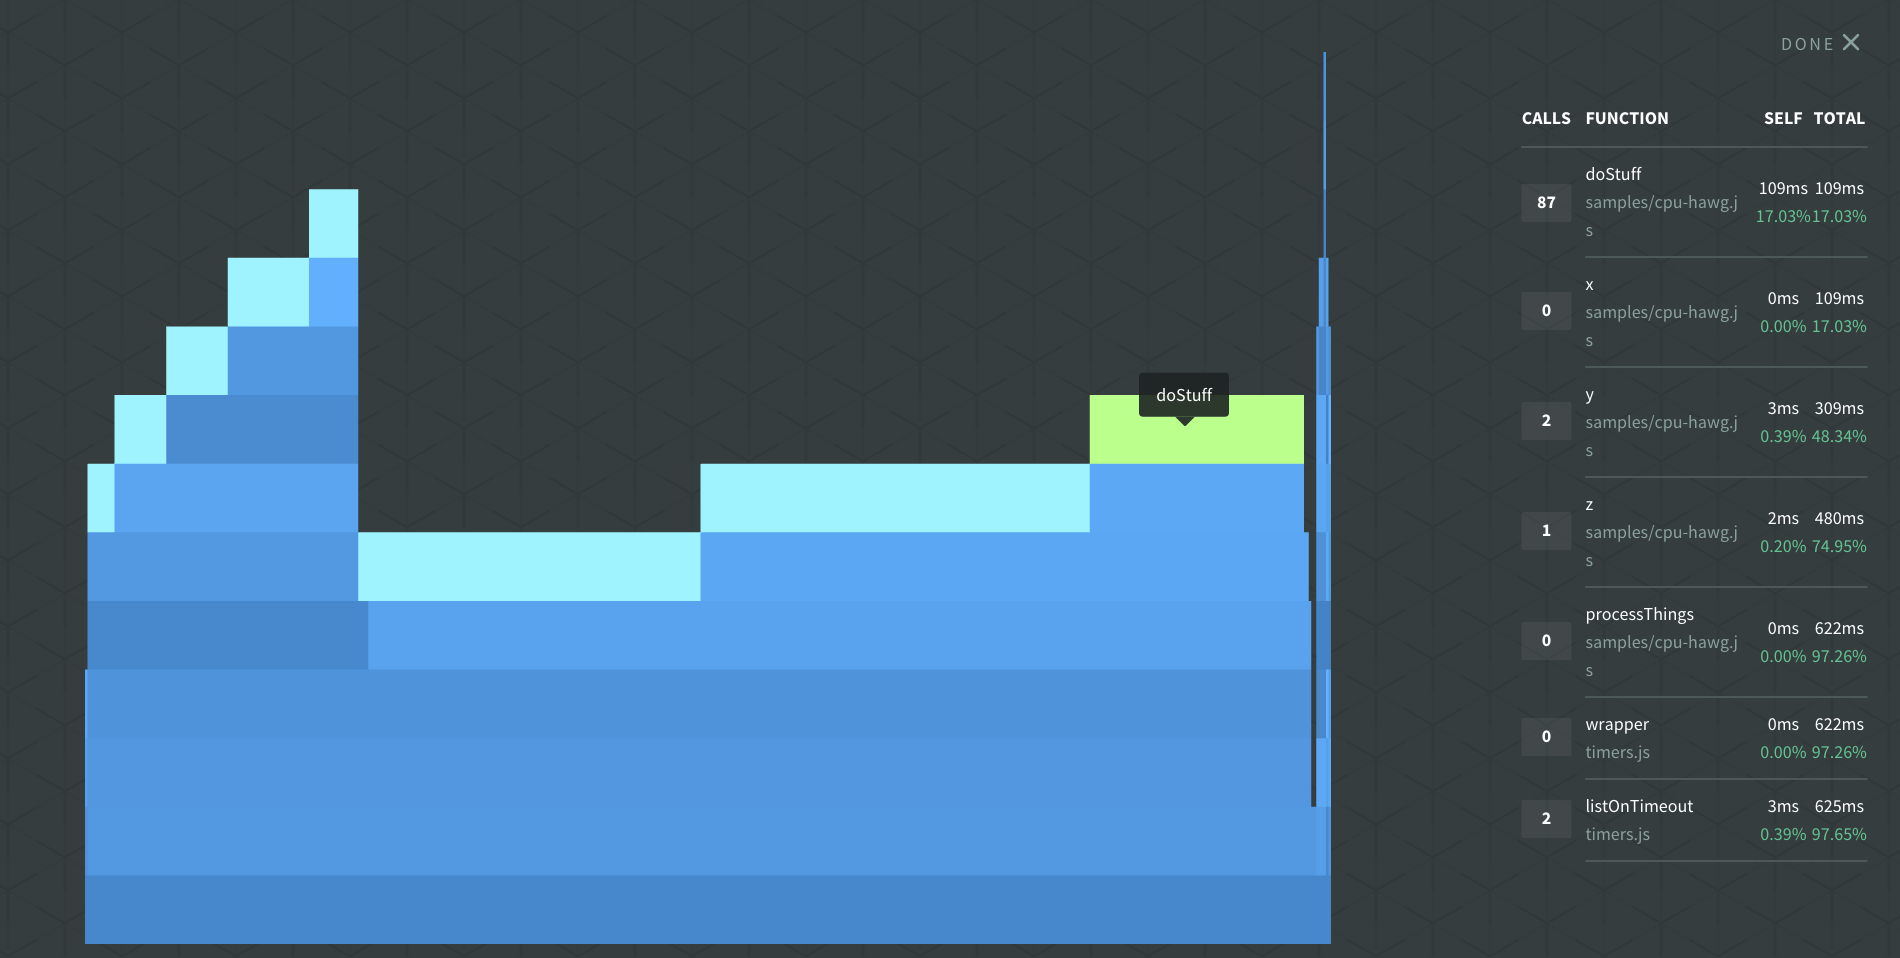 DONE
CALLS FUNCTION SELF TOTAL
doStuff
87 samples/cpu-hawg.j 109ms 109ms
s 17.03% 17.03%
x
0 samples/cpu-hawg.j 0ms 109ms
s 0.00% 17.03%
y
2 samples/cpu-hawg.j 3ms 309ms
s 0.39% 48.34%
z
1 samples/cpu-hawg.j 2ms 480ms
s 0.20% 74.95%
processThings
0 samples/cpu-hawg.j 0ms 622ms
s 0.00% 97.26%
wrapper 0ms 622ms
0 timers.js 0.00% 97.26%
listOnTimeout 3ms 625ms
2 timers.js 0.39% 97.65%
doStuff